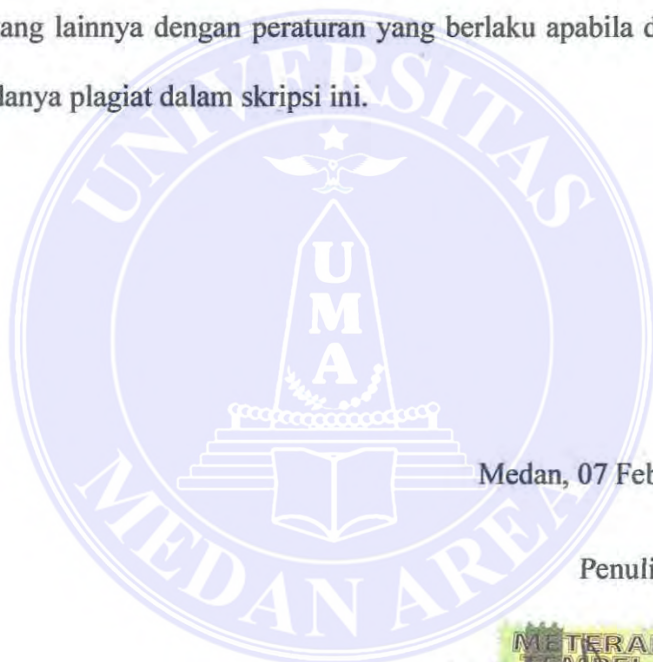 ang lainnya dengan peraturan yang berlaku apabila d
anya plagiat dalam skripsi ini.
UNIVERSITAS
UMA
Medan, 07 Feb
Penuli
MEDAN AREA
METERA